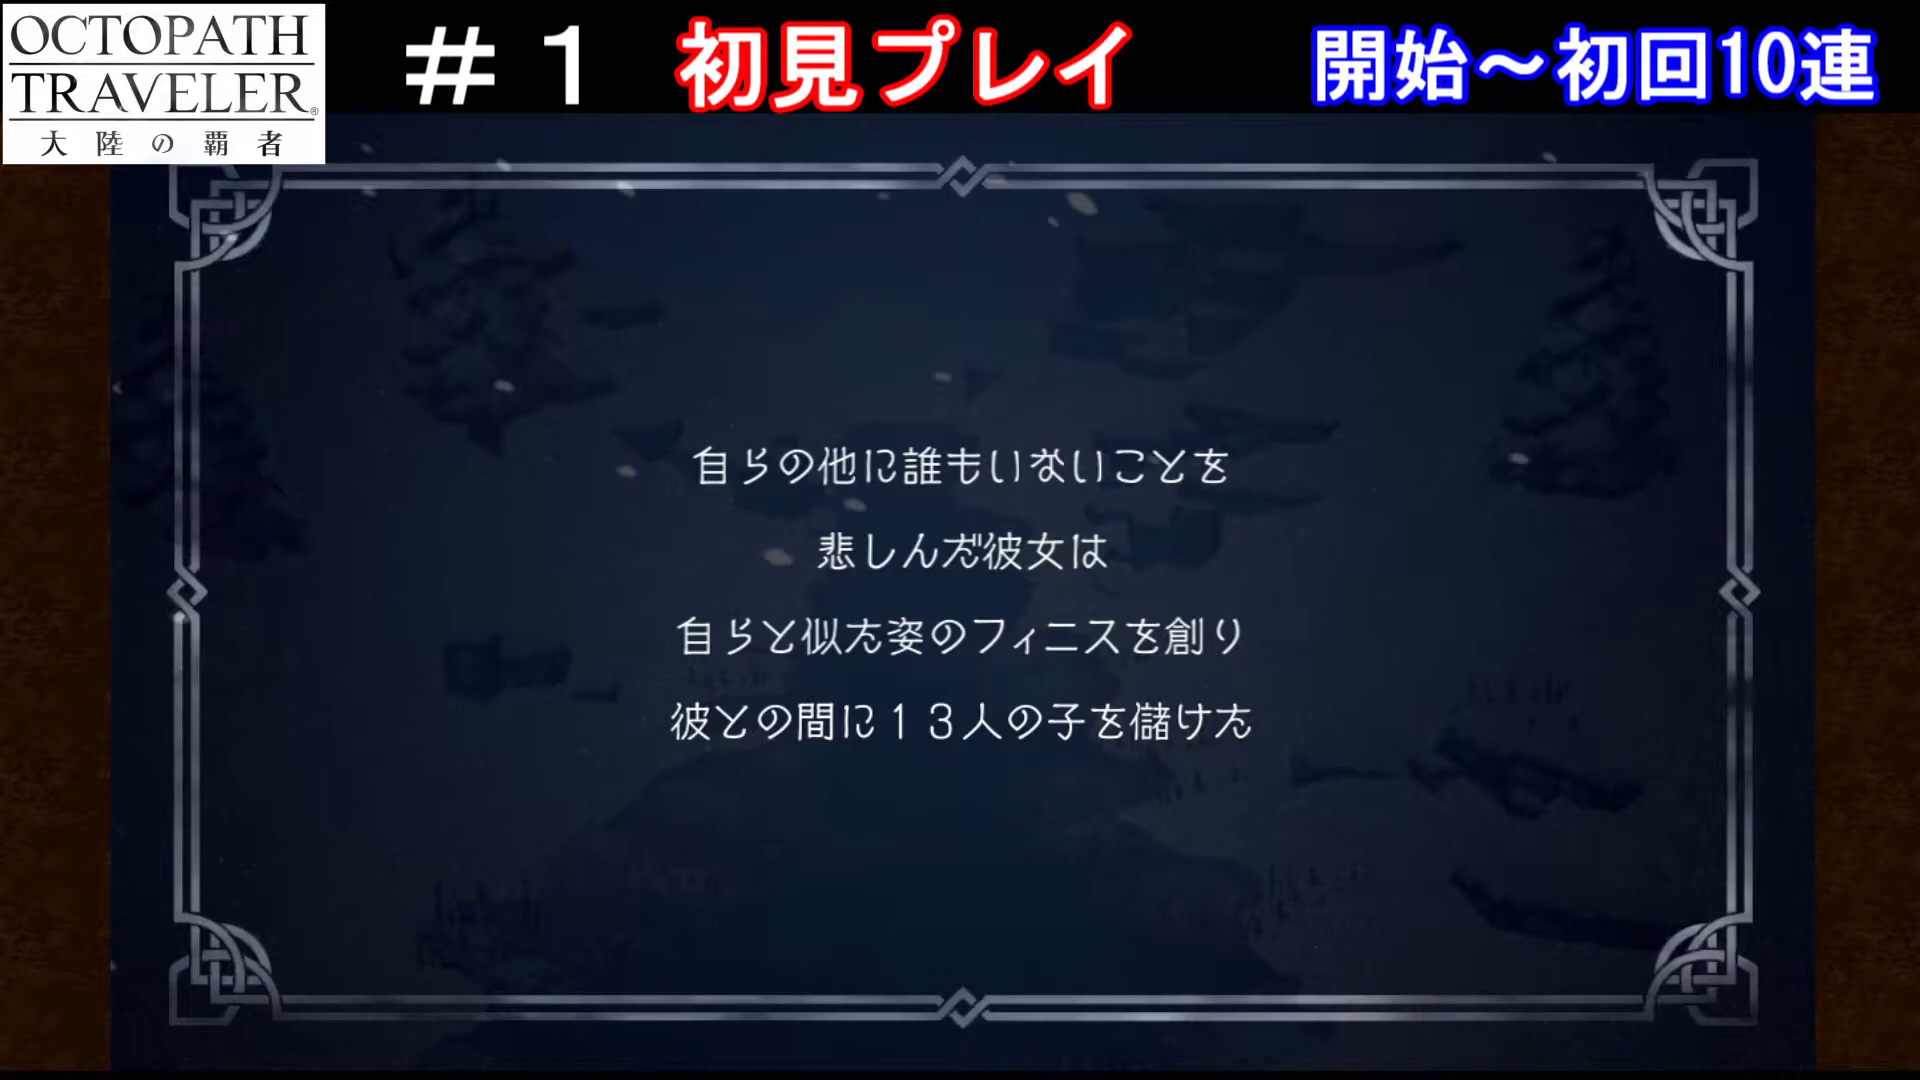 OCTOPATH
TRAVELER®
大陸の覇者
＃１
初見プレイ
開始～初回10連
自らの他に誰もいないことを
悲しんだ彼女は
自らと似た姿のフィニスを創り
彼との間に１３人の子を儲けた